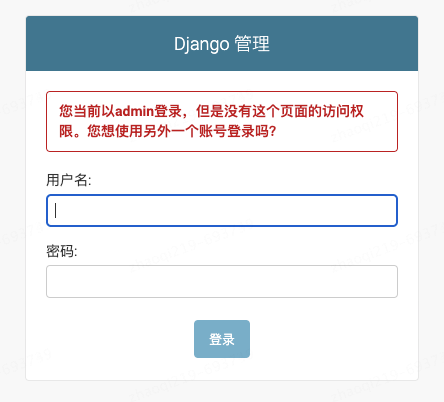 Django 管理
您当前以admin登录，但是没有这个页面的访问权
限。您想使用另外一个账号登录吗？
用户名:
密码:
登录